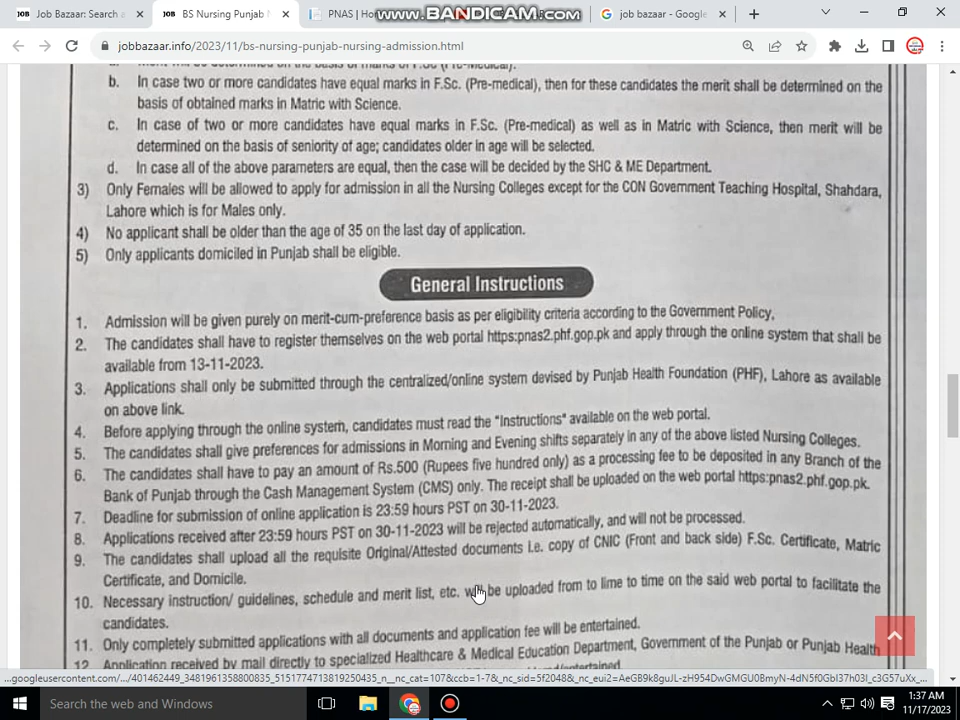 Job Bazaar: Search a
BS Nursing Punjab N
PNAS | Ho
www.BANDICAM.com
job bazaar - Google
jobbazaar.info/2023/11/bs-nursing-punjab-nursing-admission.html
b. In case two or more candidates have equal marks in F.Sc. (Pre-medical), then for these candidates the merit shall be determined on the
basis of obtained marks in Matric with Science.
c. In case of two or more candidates have equal marks in F.Sc. (Pre-medical) as well as in Matric with Science, then merit will be
determined on the basis of seniority of age; candidates older in age will be selected.
d. In case all of the above parameters are equal, then the case will be decided by the SHC & ME Department.
3) Only Females will be allowed to apply for admission in all the Nursing Colleges except for the CON Government Teaching Hospital, Shahdara,
Lahore which is for Males only.
4) No applicant shall be older than the age of 35 on the last day of application.
5) Only applicants domiciled in Punjab shall be eligible.
General Instructions
1. Admission will be given purely on merit-cum-preference basis as per eligibility criteria according to the Government Policy,
2. The candidates shall have to register themselves on the web portal https:pnas2.phf.gop.pk and apply through the online system that shall be
available from 13-11-2023.
3. Applications shall only be submitted through the centralized/online system devised by Punjab Health Foundation (PHF), Lahore as available
on above link.
4. Before applying through the online system, candidates must read the "Instructions" available on the web portal.
5. The candidates shall give preferences for admissions in Morning and Evening shifts separately in any of the above listed Nursing Colleges.
6. The candidates shall have to pay an amount of Rs.500 (Rupees five hundred only) as a processing fee to be deposited in any Branch of the
Bank of Punjab through the Cash Management System (CMS) only. The receipt shall be uploaded on the web portal https:pnas2.phf.gop.pk.
7. Deadline for submission of online application is 23:59 hours PST on 30-11-2023.
8. Applications received after 23:59 hours PST on 30-11-2023 will be rejected automatically, and will not be processed.
9. The candidates shall upload all the requisite Original/Attested documents i.e. copy of CNIC (Front and back side) F.Sc. Certificate, Matric
Certificate, and Domicile.
10. Necessary instruction/ guidelines, schedule and merit list, etc. will be uploaded from to lime to time on the said web portal to facilitate the
candidates.
11. Only completely submitted applications with all documents and application fee will be entertained.
12 Application received by mail directly to specialized Healthcare & Medical Education Department, Government of the Punjab or Punjab Health
Search the web and Windows
1:37 AM
11/17/2023